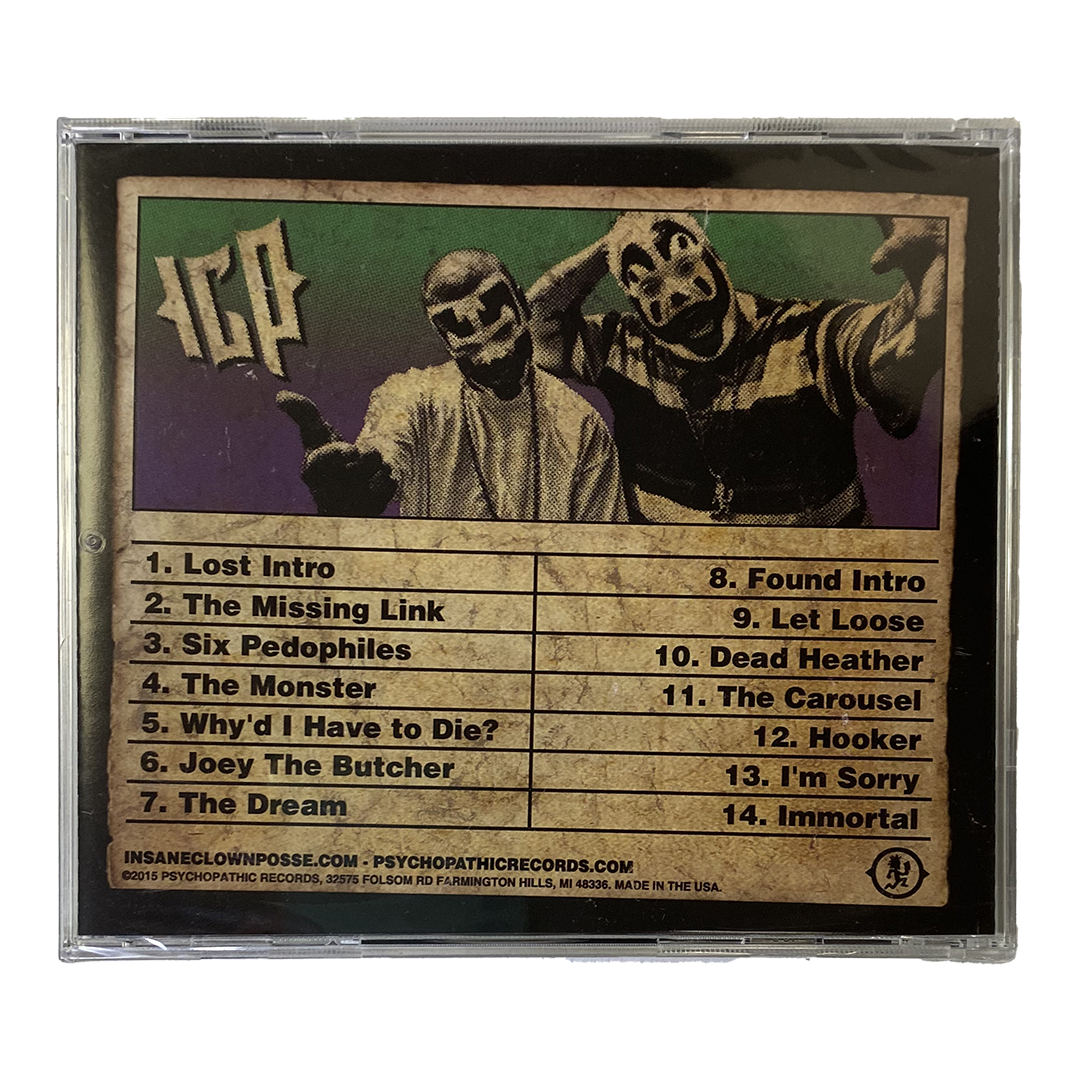 ICP
1. Lost Intro
2. The Missing Link
3. Six Pedophiles
4. The Monster
5. Why'd I Have to Die?
6. Joey The Butcher
7. The Dream
8. Found Intro
9. Let Loose
10. Dead Heather
11. The Carousel
12. Hooker
13. I'm Sorry
14. Immortal
INSANECLOWNPOSSE.COM - PSYCHOPATHICRECORDS.COM
©2015 PSYCHOPATHIC RECORDS, 32575 FOLSOM RD FARMINGTON HILLS, MI 48336. MADE IN THE USA.